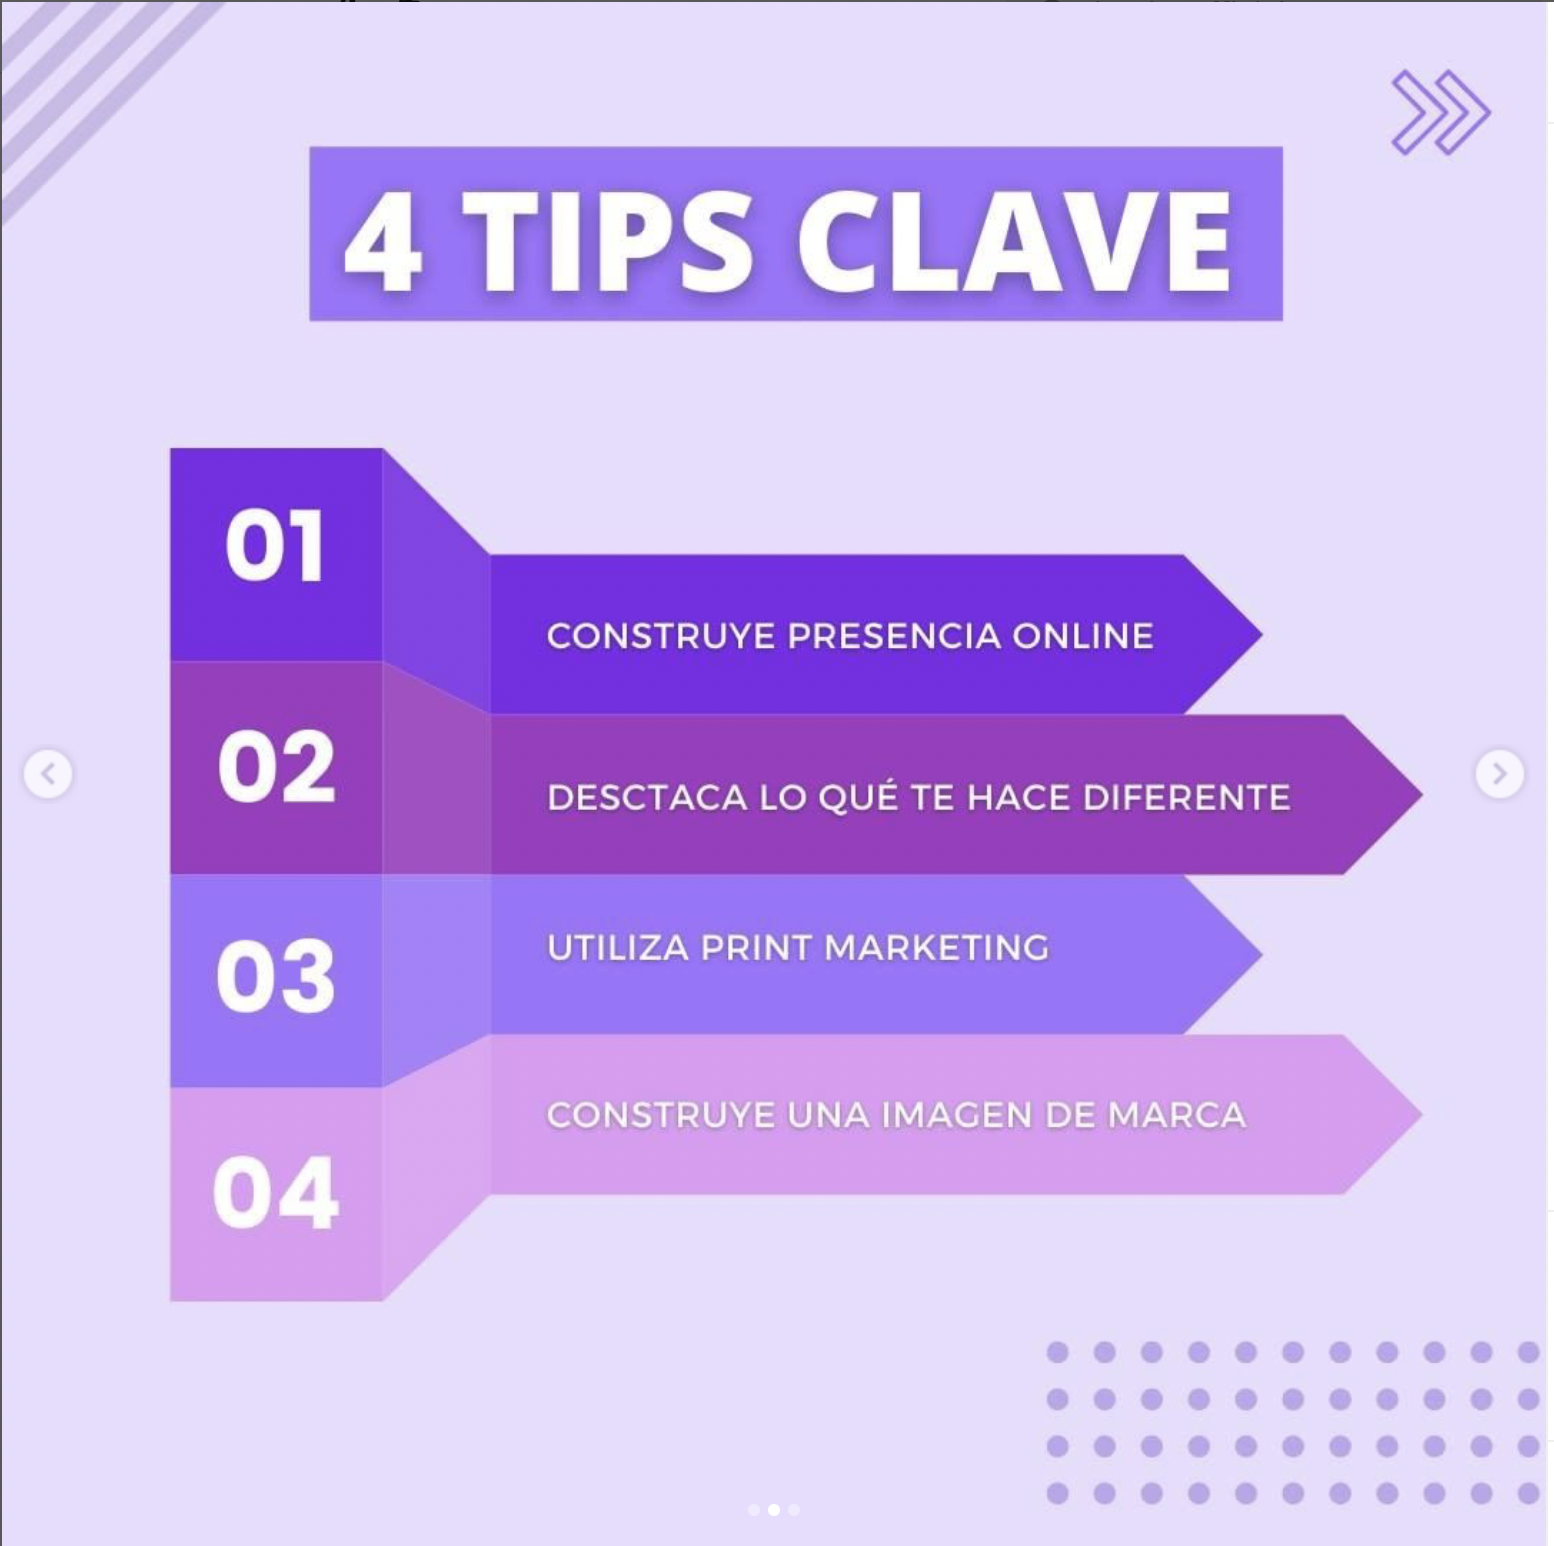 4 TIPS CLAVE
01
CONSTRUYE PRESENCIA ONLINE
02
DESCTACA LO QUÉ TE HACE DIFERENTE
03
UTILIZA PRINT MARKETING
04
CONSTRUYE UNA IMAGEN DE MARCA